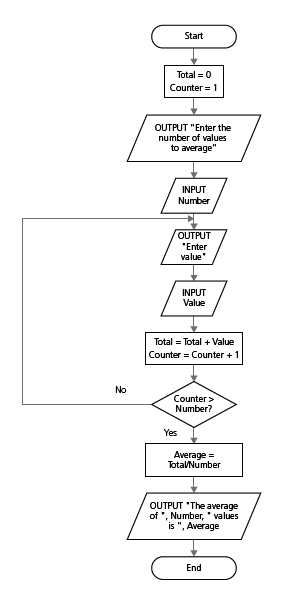 Start
Total = 0
Counter = 1
OUTPUT "Enter the
number of values
to average"
INPUT
Number
OUTPUT
"Enter
value"
INPUT
Value
Total = Total + Value
Counter = Counter + 1
No
Counter >
Number?
Yes
Average =
Total/Number
OUTPUT "The average
of ", Number, " values
is ", Average
End